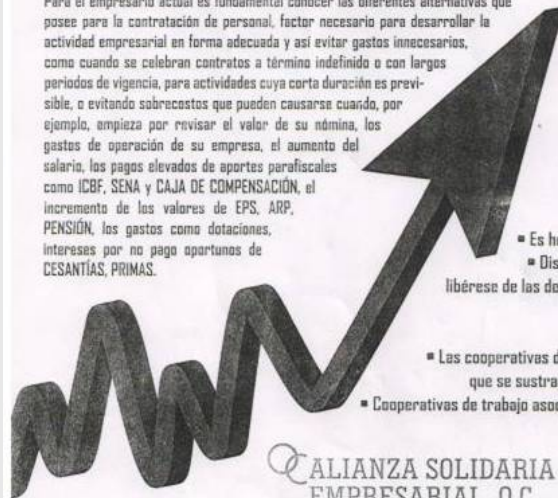 Para el empresario actual es fundamental conocer las diferentes alternativas que
posee para la contratación de personal, factor necesario para desarrollar la
actividad empresarial en forma adecuada y así evitar gastos innecesarios,
como cuando se celebran contratos a término indefinido o con largos
periodos de vigencia, para actividades cuya corta duración es previ-
sible, o evitando sobrecostos que pueden causarse cuando, por
ejemplo, empieza por revisar el valor de su nómina, los
gastos de operación de su empresa, el aumento del
salario, los pagos elevados de aportes parafiscales
como ICBF, SENA y CAJA DE COMPENSACIÓN, el
incremento de los valores de EPS, ARP,
PENSIÓN, los gastos como dotaciones,
intereses por no pago oportunos de
CESANTÍAS, PRIMAS.
▪ Es h
▪ Dis
libérese de las de
▪ Las cooperativas d
que se sustra
▪ Cooperativas de trabajo asoc
ALIANZA SOLIDARIA
EMPRESARIAL O.C.